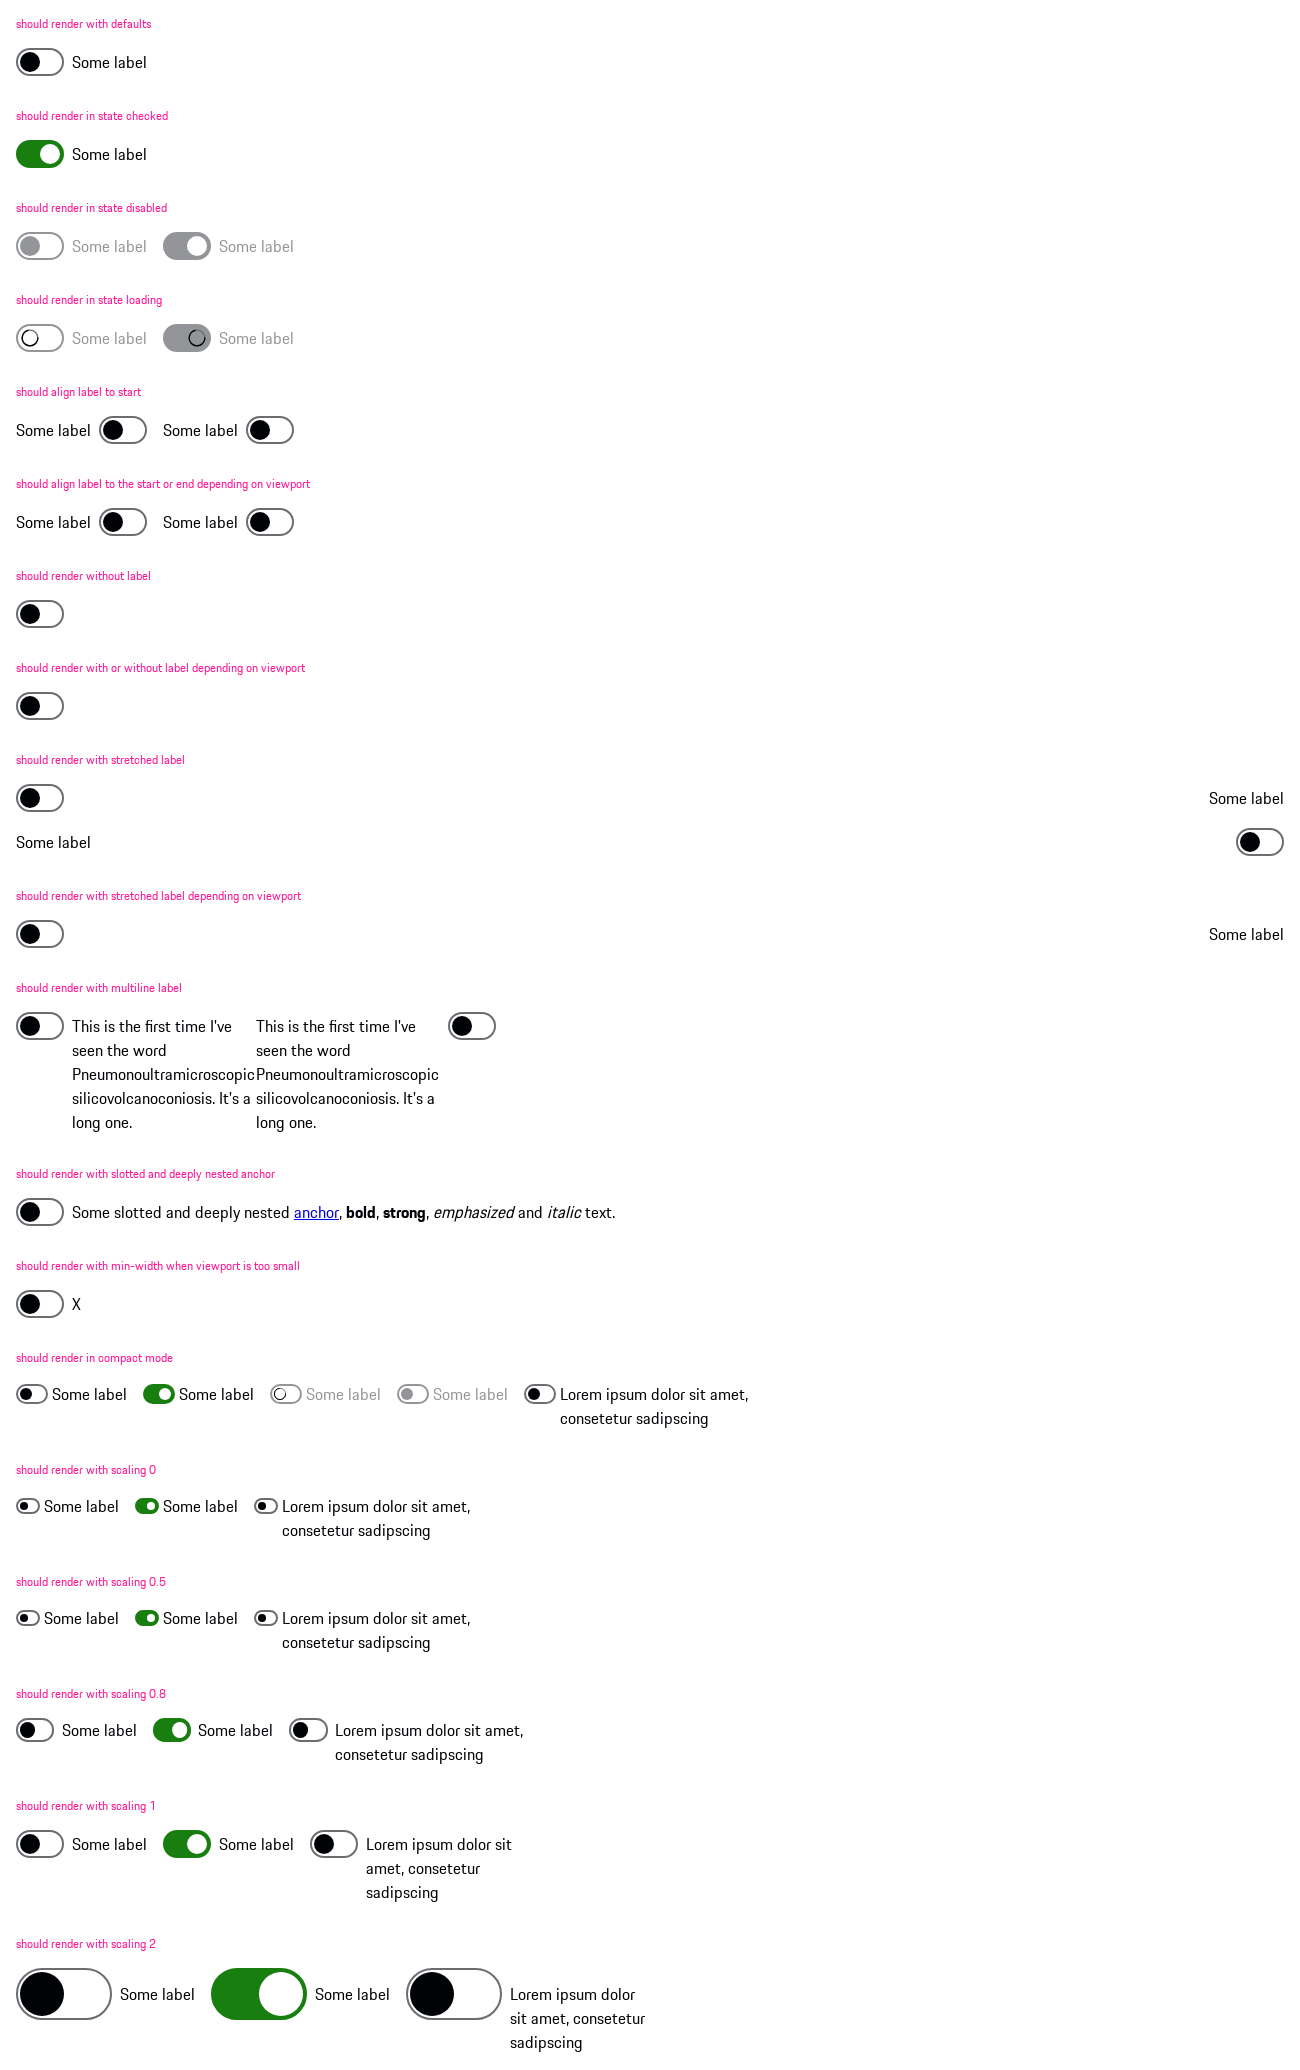 should render with defaults
Some label
should render in state checked
Some label
should render in state disabled
Some label Some label
should render in state loading
Some label Some label
should align label to start
Some label Some label
should align label to the start or end depending on viewport
Some label Some label
should render without label
should render with or without label depending on viewport
should render with stretched label
Some label
Some label
should render with stretched label depending on viewport
Some label
should render with multiline label
This is the first time I've
seen the word
Pneumonoultramicroscopic
silicovolcanoconiosis. It's a
long one.
This is the first time I've
seen the word
Pneumonoultramicroscopic
silicovolcanoconiosis. It's a
long one.
should render with slotted and deeply nested anchor
Some slotted and deeply nested anchor, bold, strong, emphasized and italic text.
should render with min-width when viewport is too small
X
should render in compact mode
Some label Some label Some label Some label Lorem ipsum dolor sit amet,
consetetur sadipscing
should render with scaling 0
Some label Some label Lorem ipsum dolor sit amet,
consetetur sadipscing
should render with scaling 0.5
Some label Some label Lorem ipsum dolor sit amet,
consetetur sadipscing
should render with scaling 0.8
Some label Some label Lorem ipsum dolor sit amet,
consetetur sadipscing
should render with scaling 1
Some label Some label Lorem ipsum dolor sit
amet, consetetur
sadipscing
should render with scaling 2
Some label Some label Lorem ipsum dolor
sit amet, consetetur
sadipscing